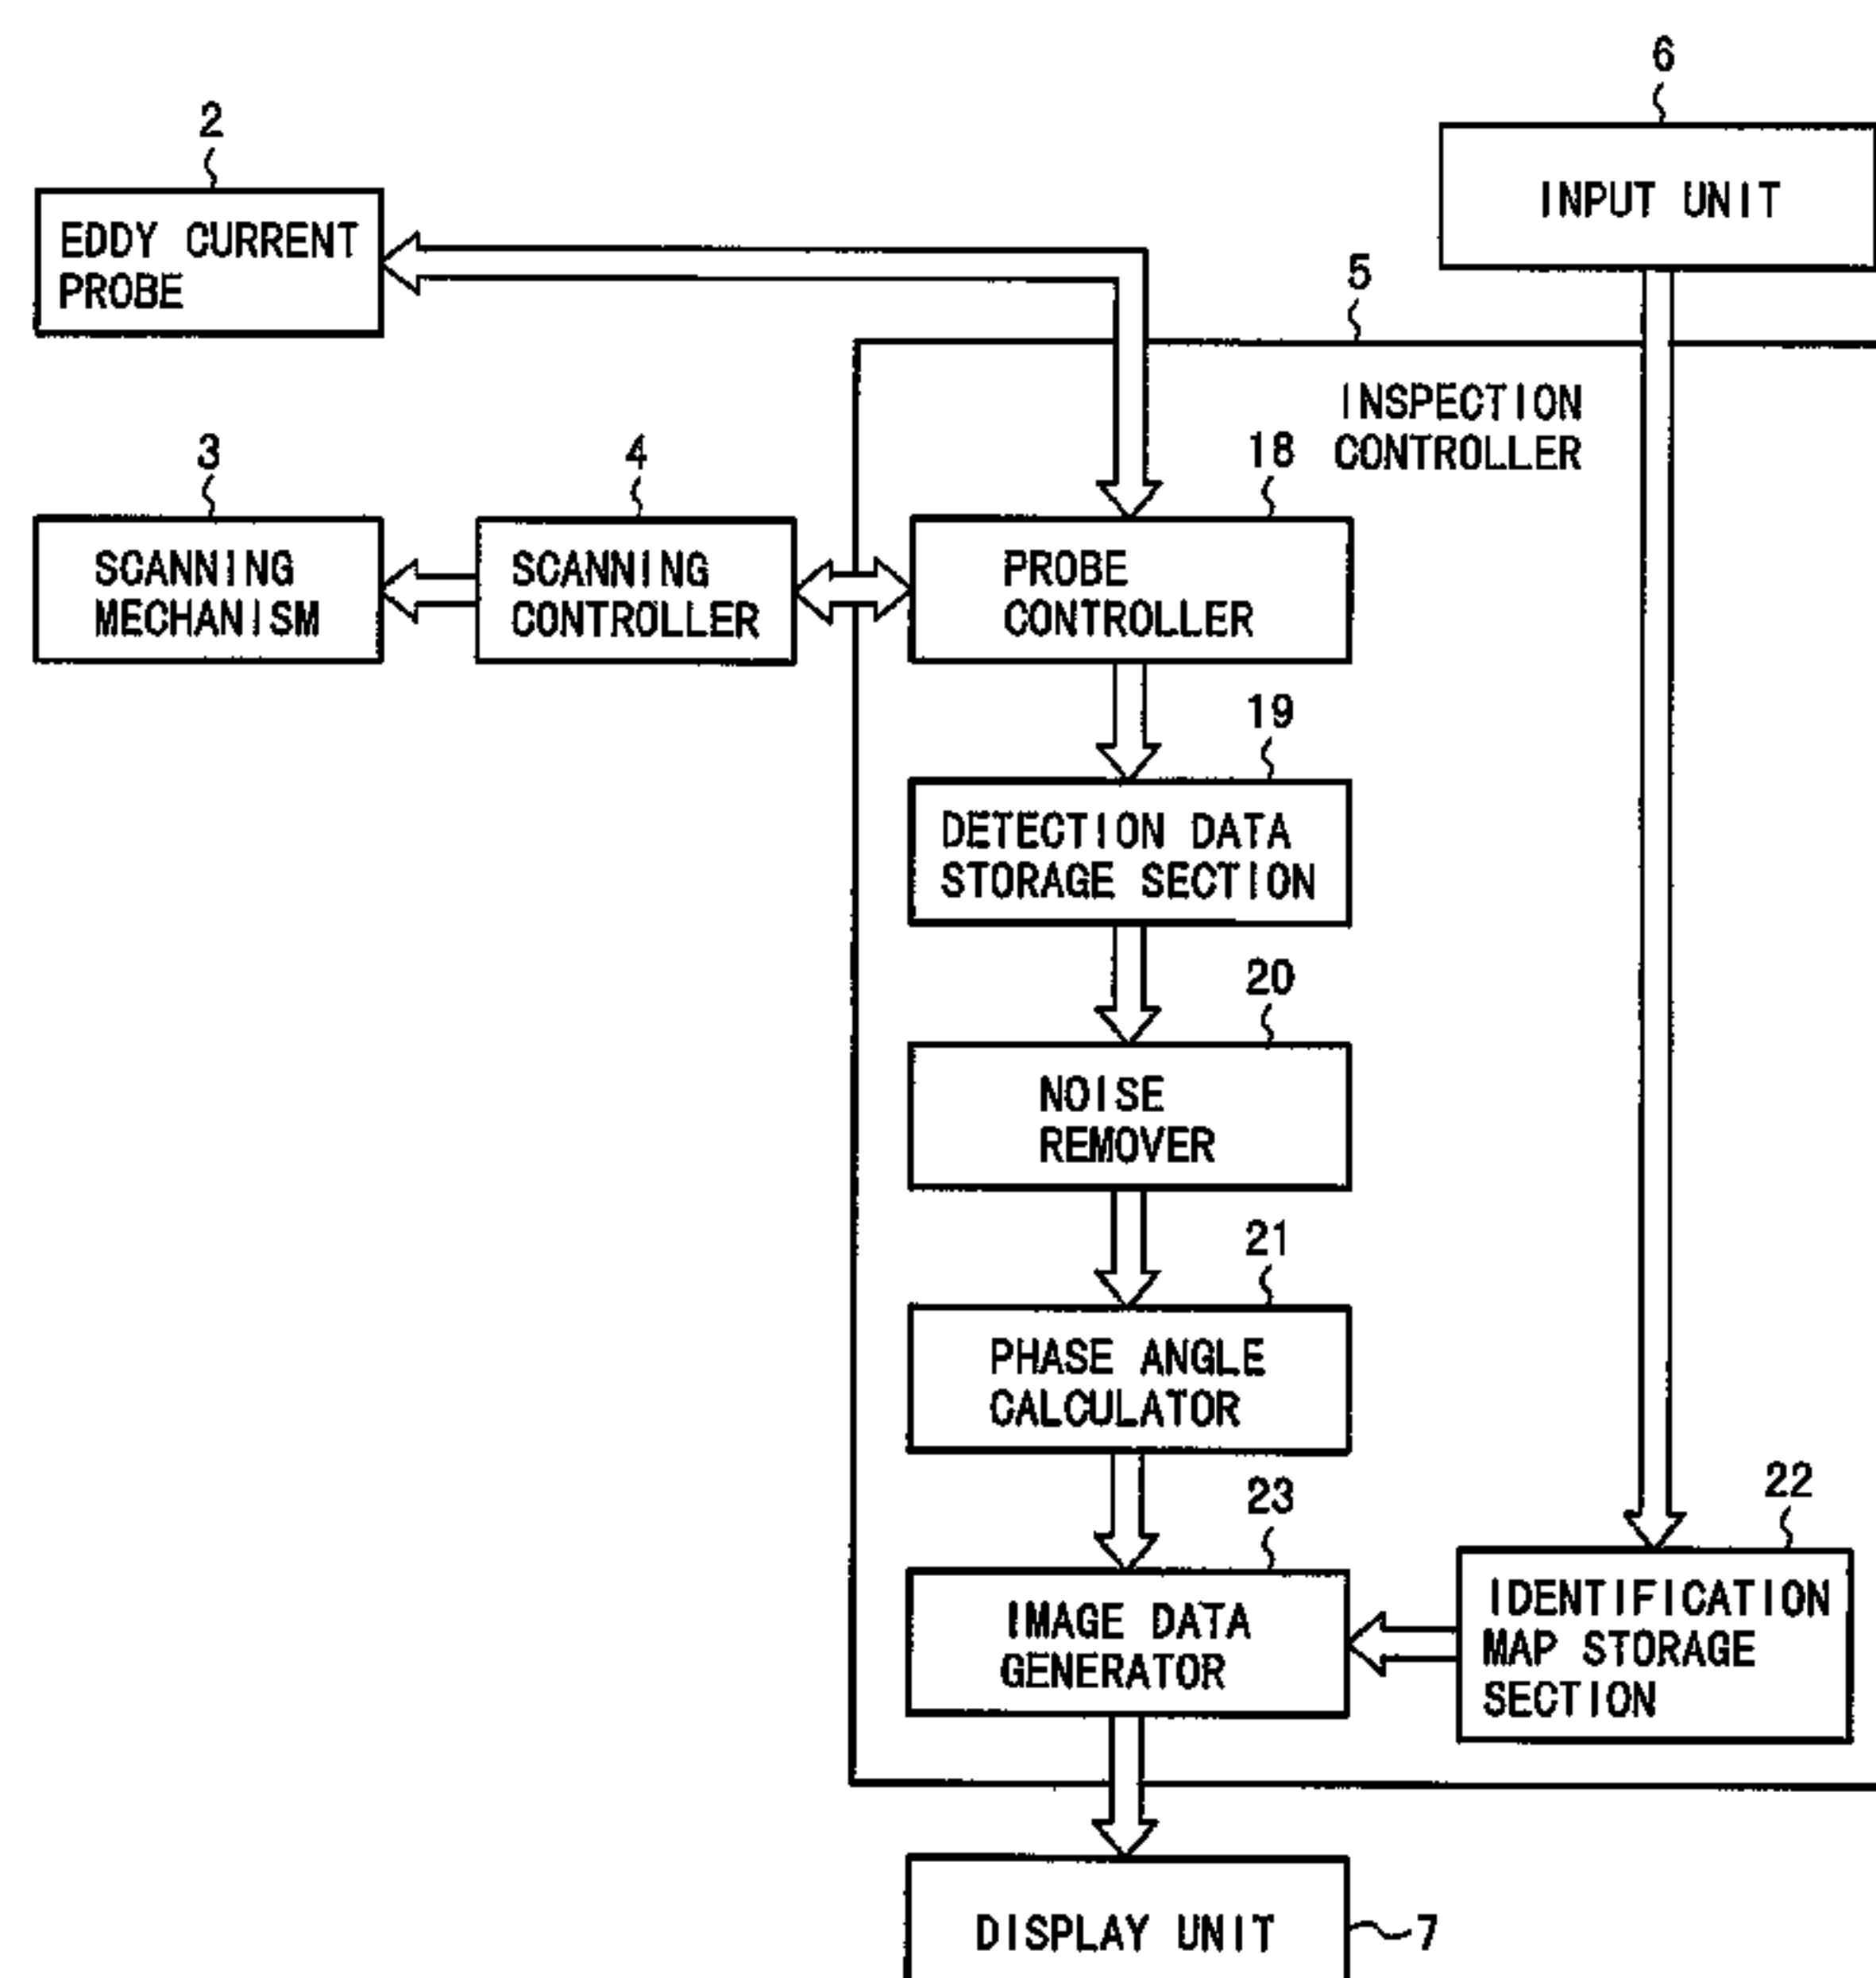 6
2
INPUT UNIT
EDDY CURRENT
PROBE
5
INSPECTION
CONTROLLER
3
4
18
SCANNING
MECHANISM
SCANNING
CONTROLLER
PROBE
CONTROLLER
19
DETECTION DATA
STORAGE SECTION
20
NOISE
REMOVER
21
PHASE ANGLE
CALCULATOR
23
22
IMAGE DATA
GENERATOR
IDENTIFICATION
MAP STORAGE
SECTION
DISPLAY UNIT
7